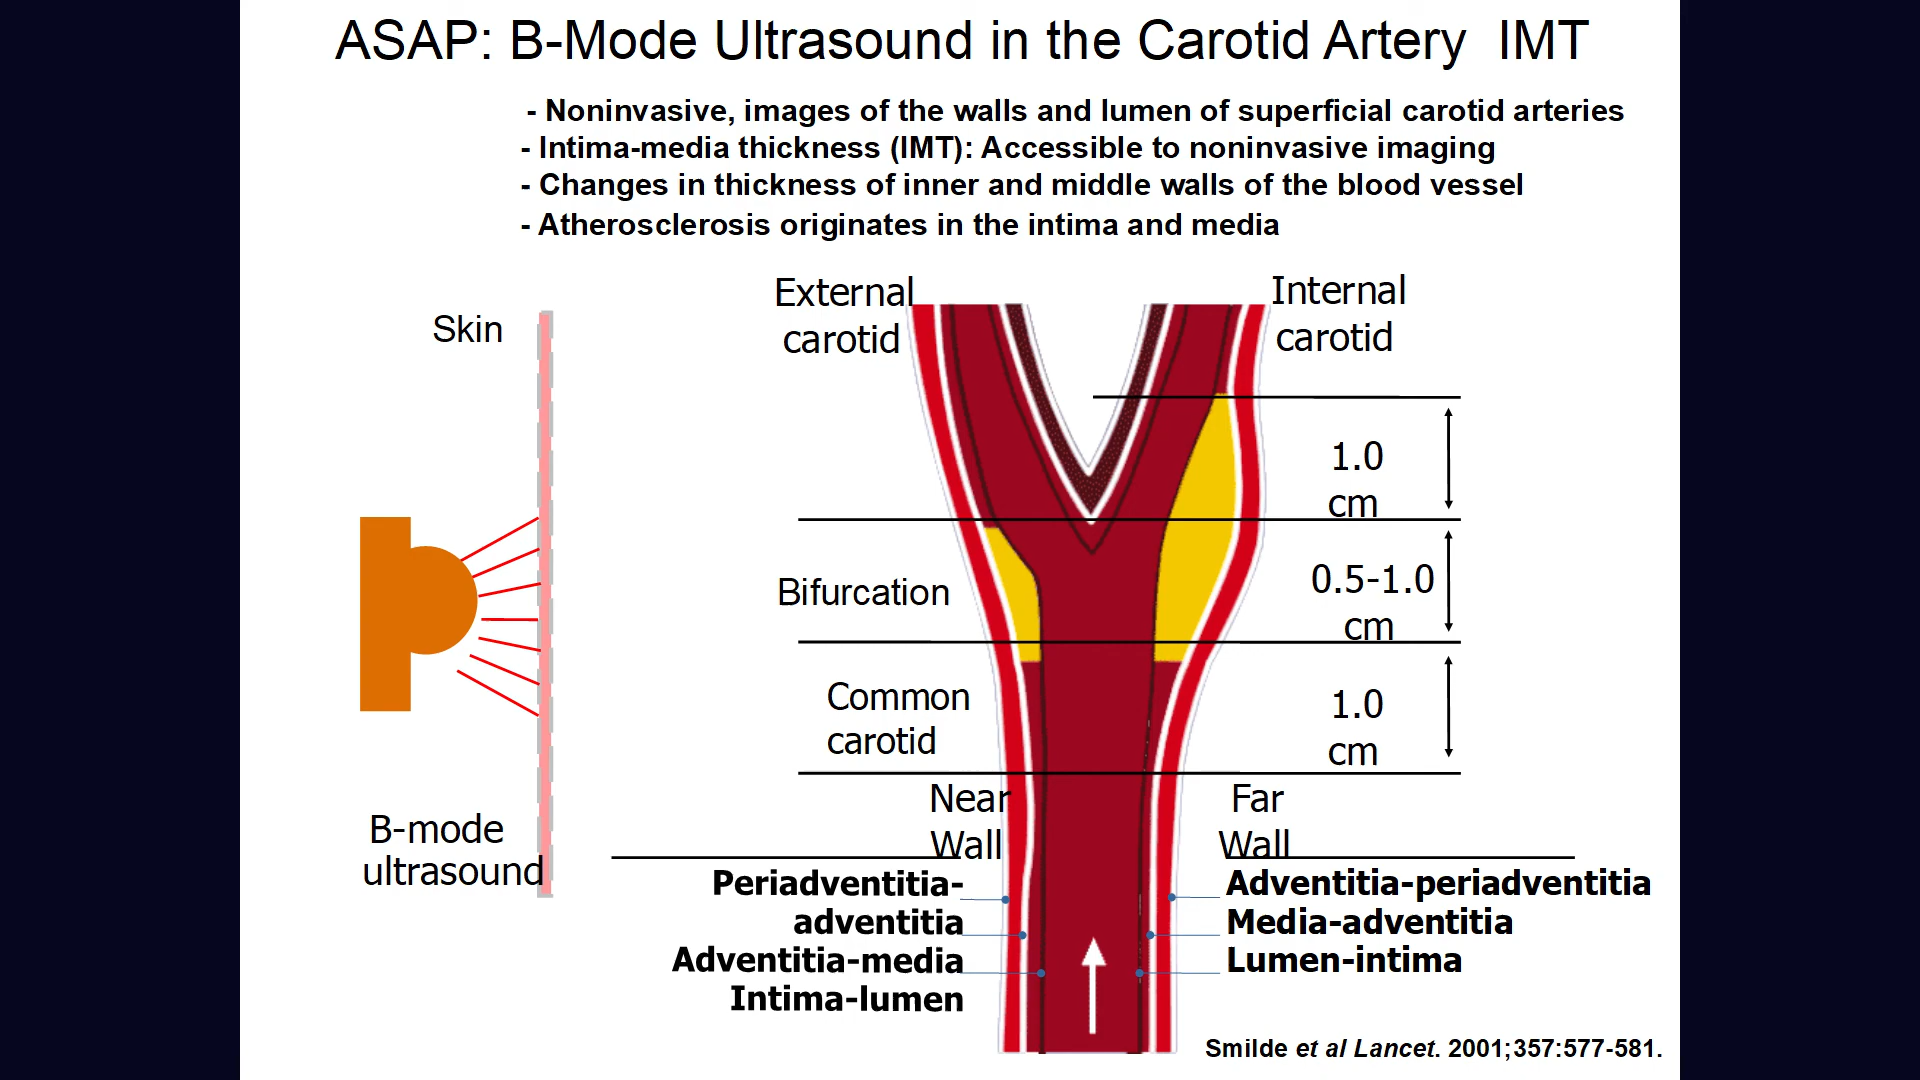 ASAP: B-Mode Ultrasound in the Carotid Artery  IMT
- Noninvasive, images of the walls and lumen of superficial carotid arteries
- Intima-media thickness (IMT): Accessible to noninvasive imaging
- Changes in thickness of inner and middle walls of the blood vessel
- Atherosclerosis originates in the intima and media
Skin
B-mode
ultrasound
External
carotid
Internal
carotid
1.0
cm
Bifurcation
0.5-1.0
cm
Common
carotid
1.0
cm
Near
Wall
Far
Wall
Periadventitia-
adventitia
Adventitia-media
Intima-lumen
Adventitia-periadventitia
Media-adventitia
Lumen-intima
Smilde et al Lancet. 2001;357:577-581.